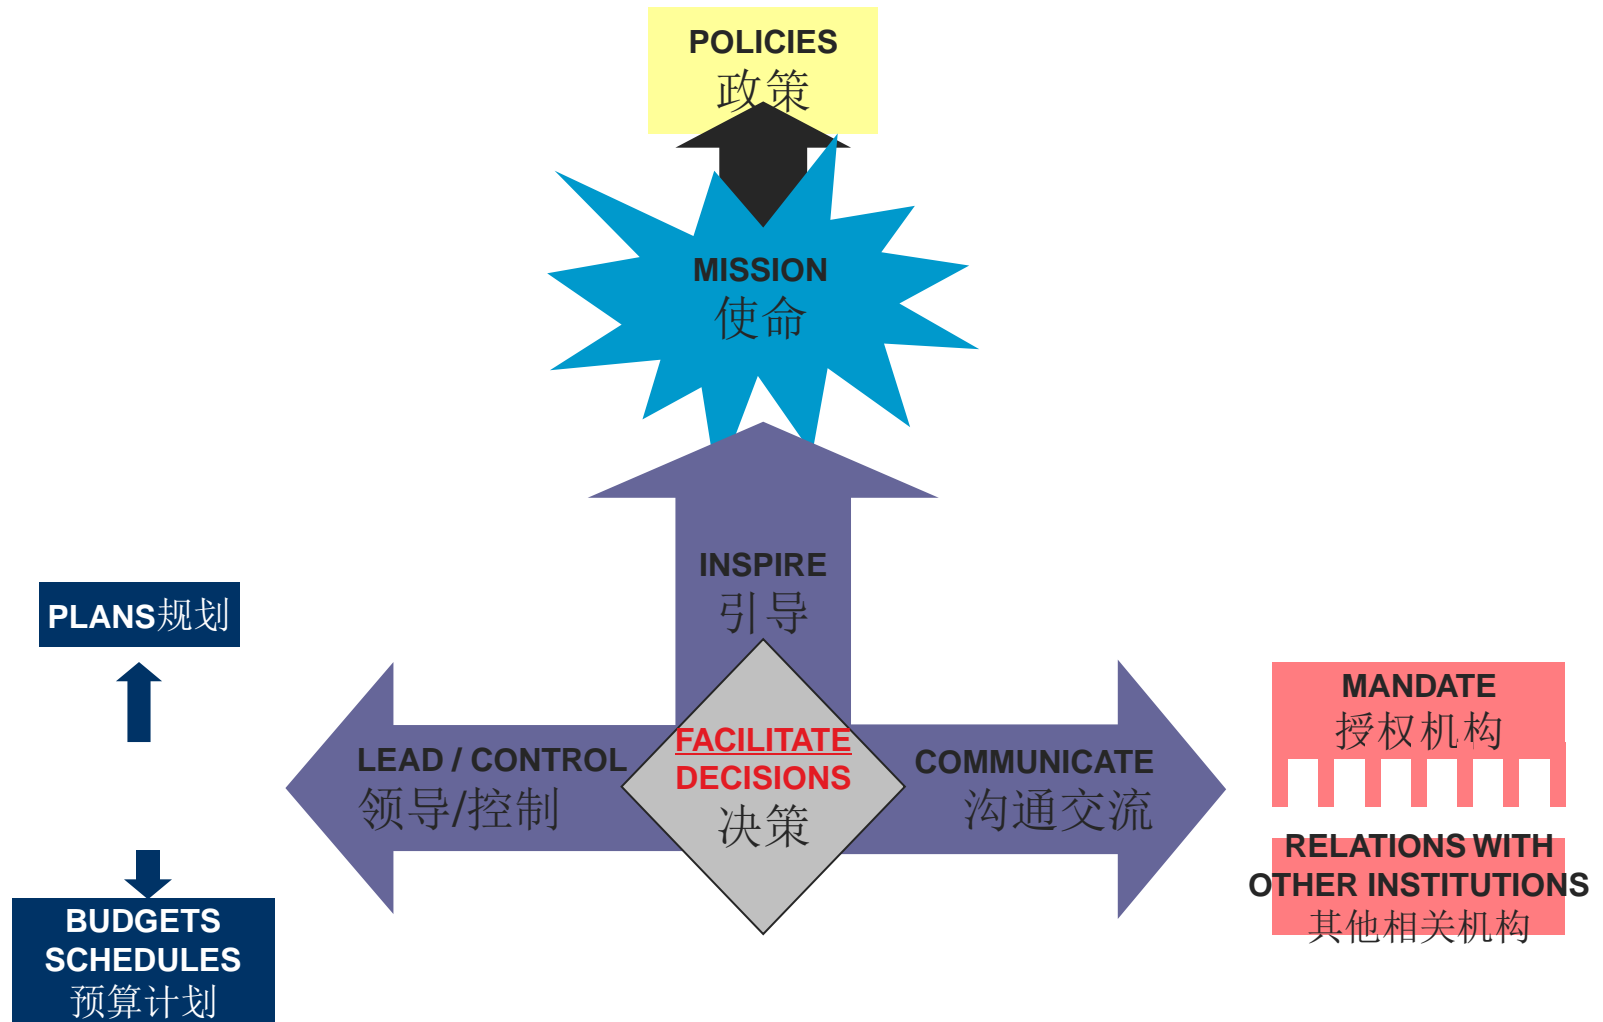 POLICIES
政策
MISSION
使命
INSPIRE
引导
PLANS规划
LEAD / CONTROL
领导/控制
FACILITATE
DECISIONS
决策
COMMUNICATE
沟通交流
MANDATE
授权机构
RELATIONS WITH
OTHER INSTITUTIONS
其他相关机构
BUDGETS
SCHEDULES
预算计划